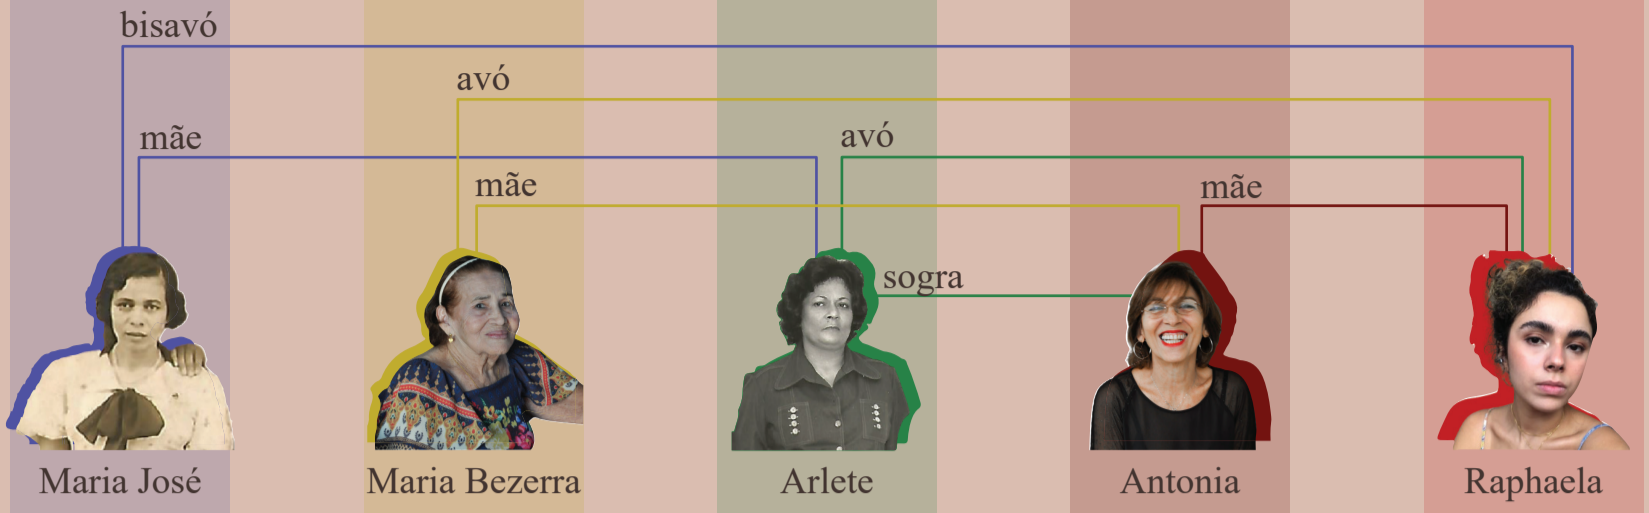 bisavó
avó
mãe
avó
mãe
mãe
sogra
Maria José
Maria Bezerra
Arlete
Antonia
Raphaela